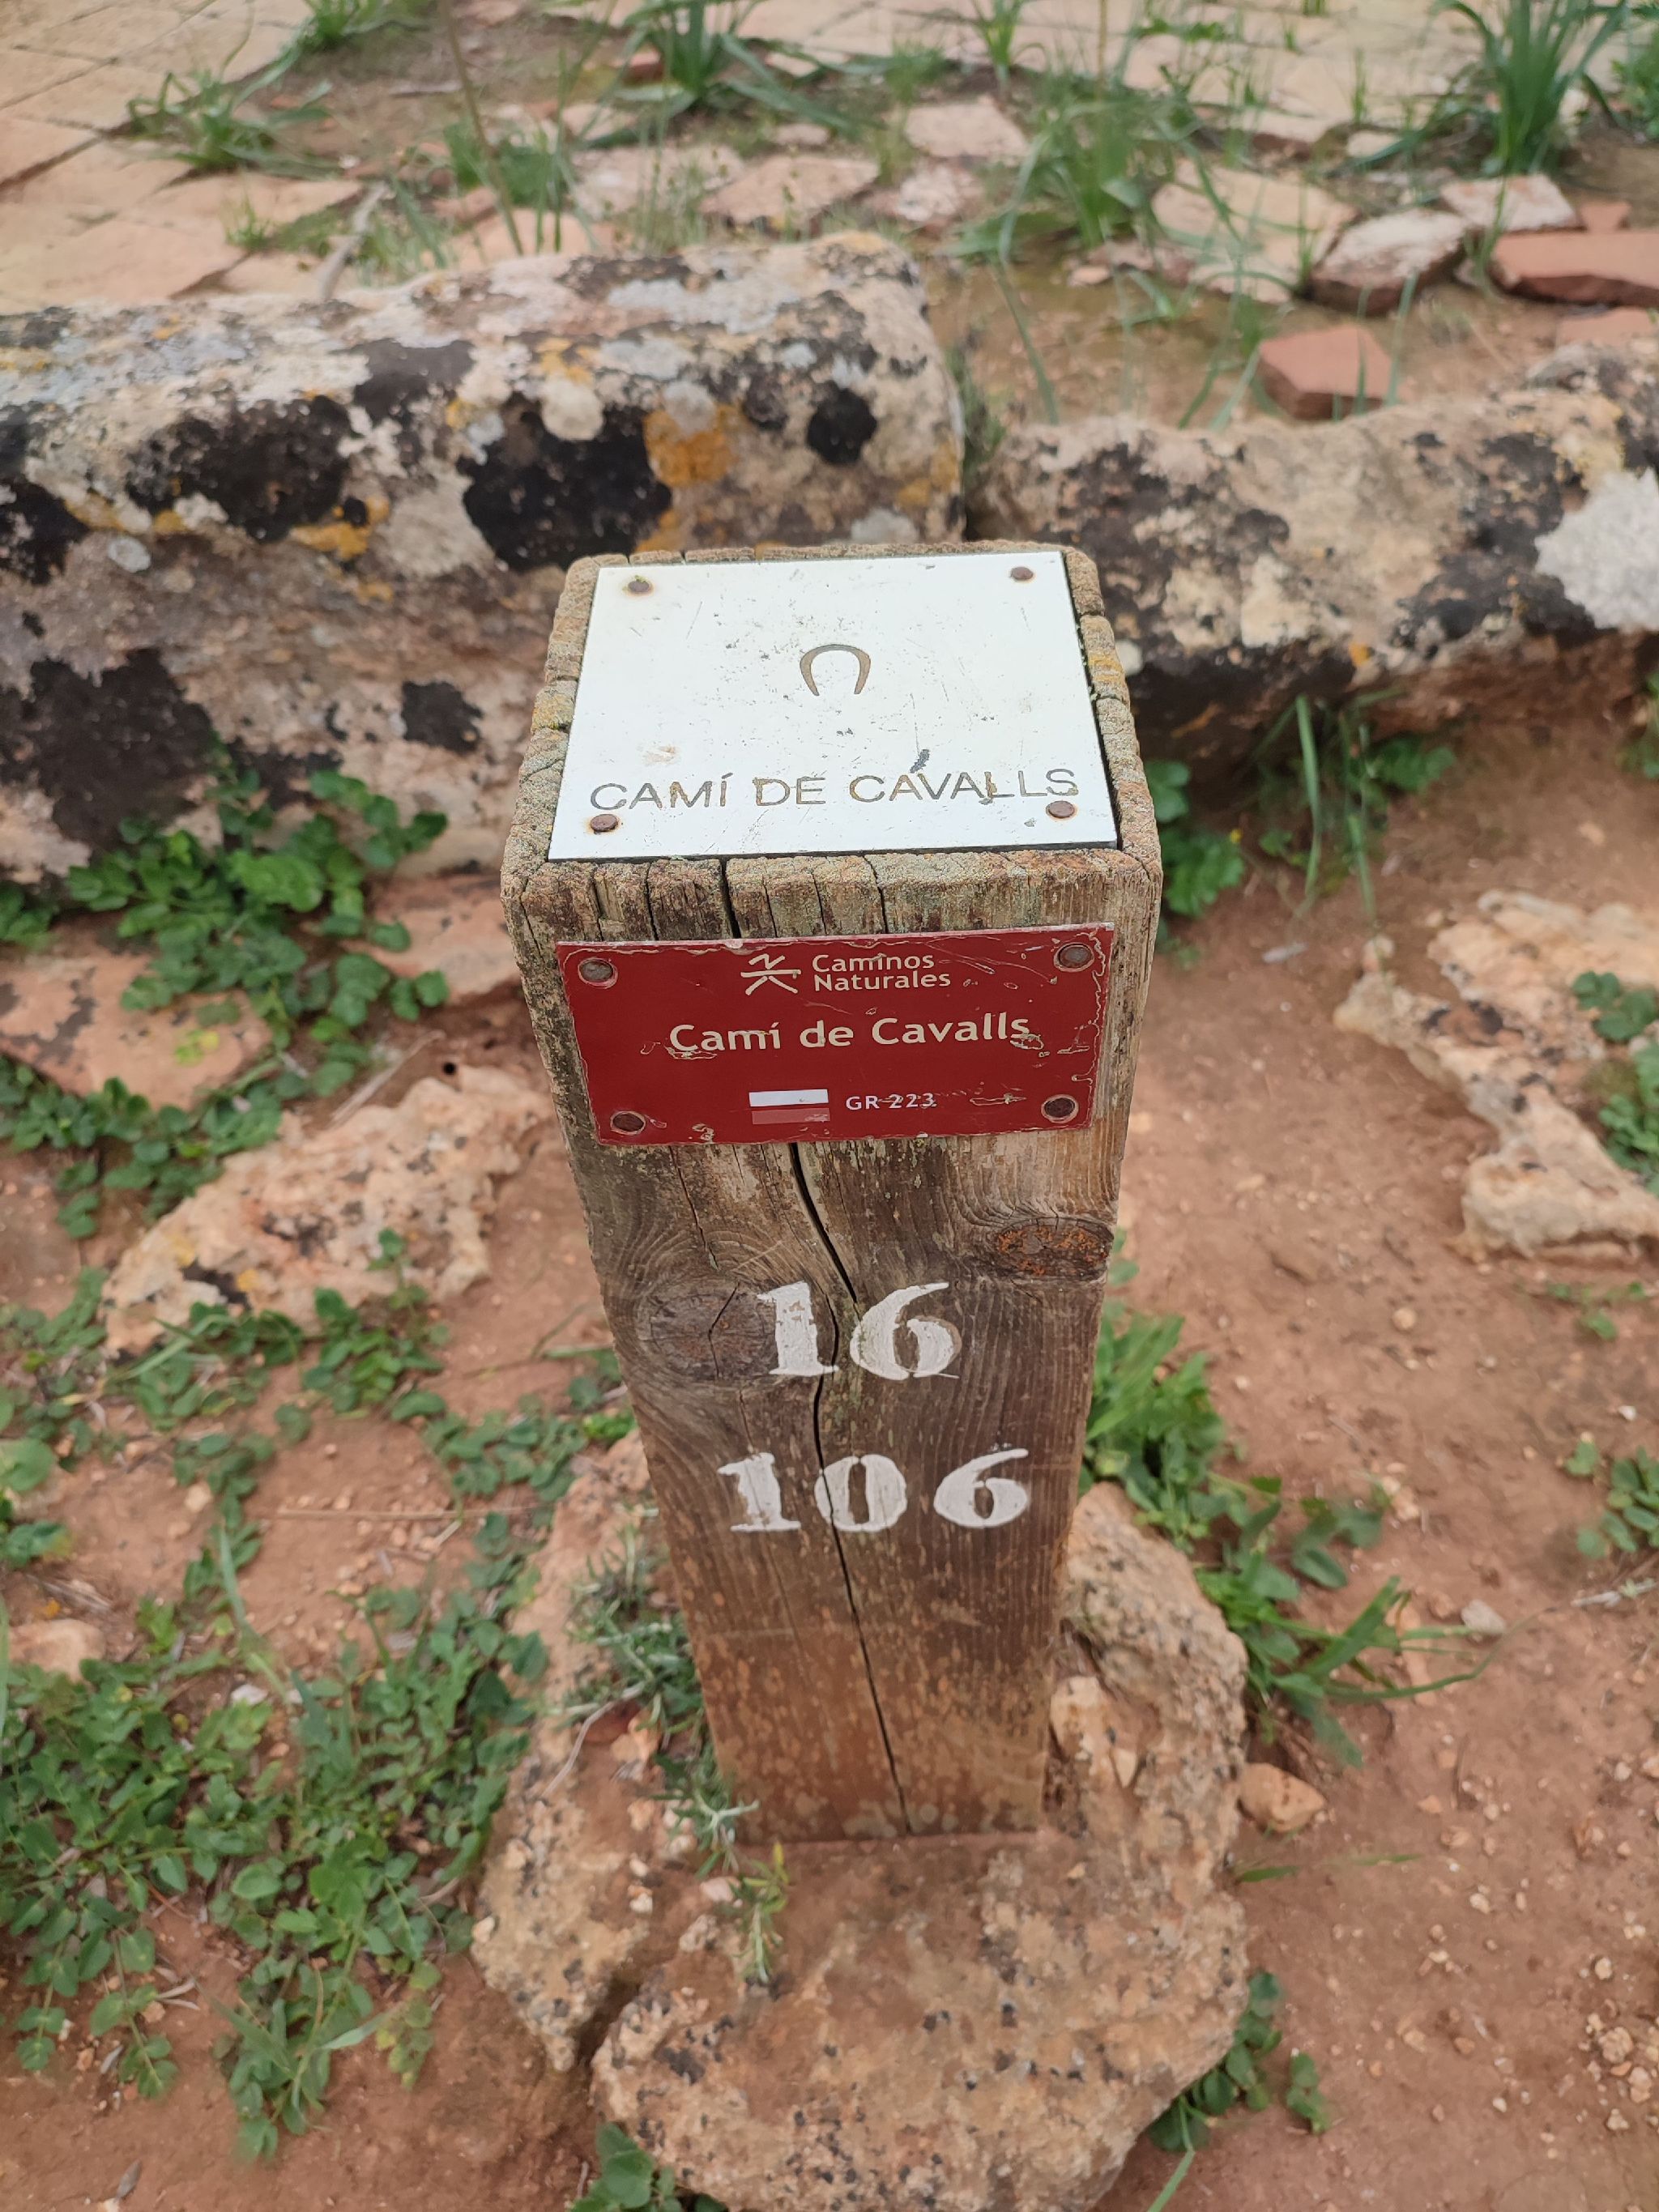 CAMÍ DE CAVALLS
Caminos
Naturales
Camí de Cavalls
GR 223
16
106